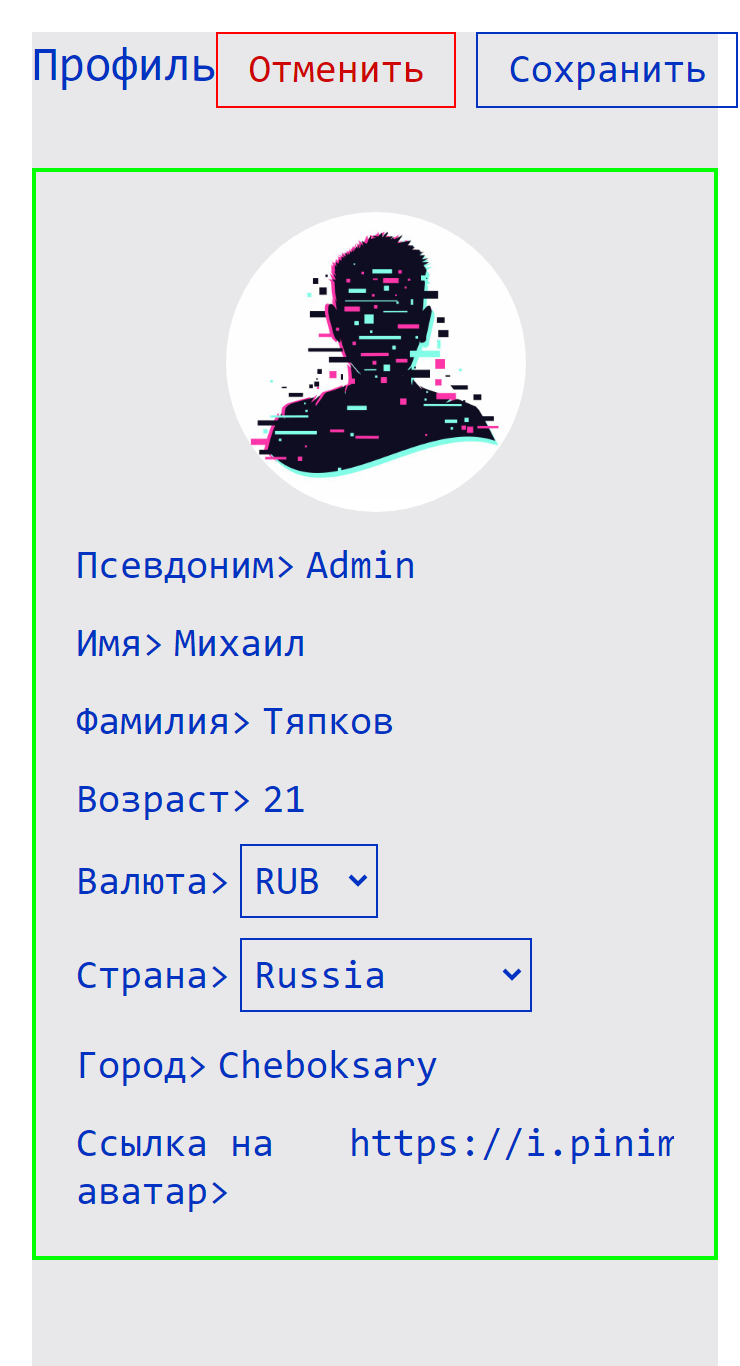 Профиль Отменить Сохранить
Псевдоним> Admin
Имя> Михаил
Фамилия> Тяпков
Возраст> 21
Валюта> RUB
Страна> Russia
Город> Cheboksary
Ссылка на https://i.pinim
аватар>